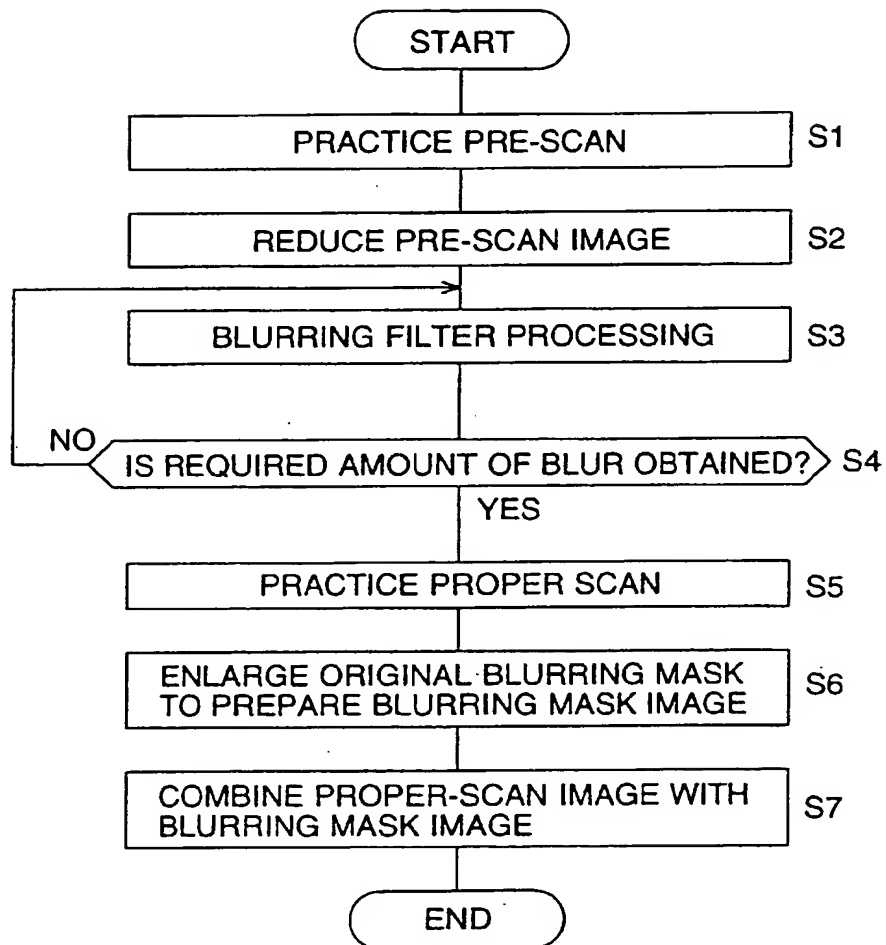 START
PRACTICE PRE-SCAN S1
REDUCE PRE-SCAN IMAGE S2
BLURRING FILTER PROCESSING S3
NO
IS REQUIRED AMOUNT OF BLUR OBTAINED? S4
YES
PRACTICE PROPER SCAN S5
ENLARGE ORIGINAL BLURRING MASK
TO PREPARE BLURRING MASK IMAGE S6
COMBINE PROPER-SCAN IMAGE WITH
BLURRING MASK IMAGE S7
END